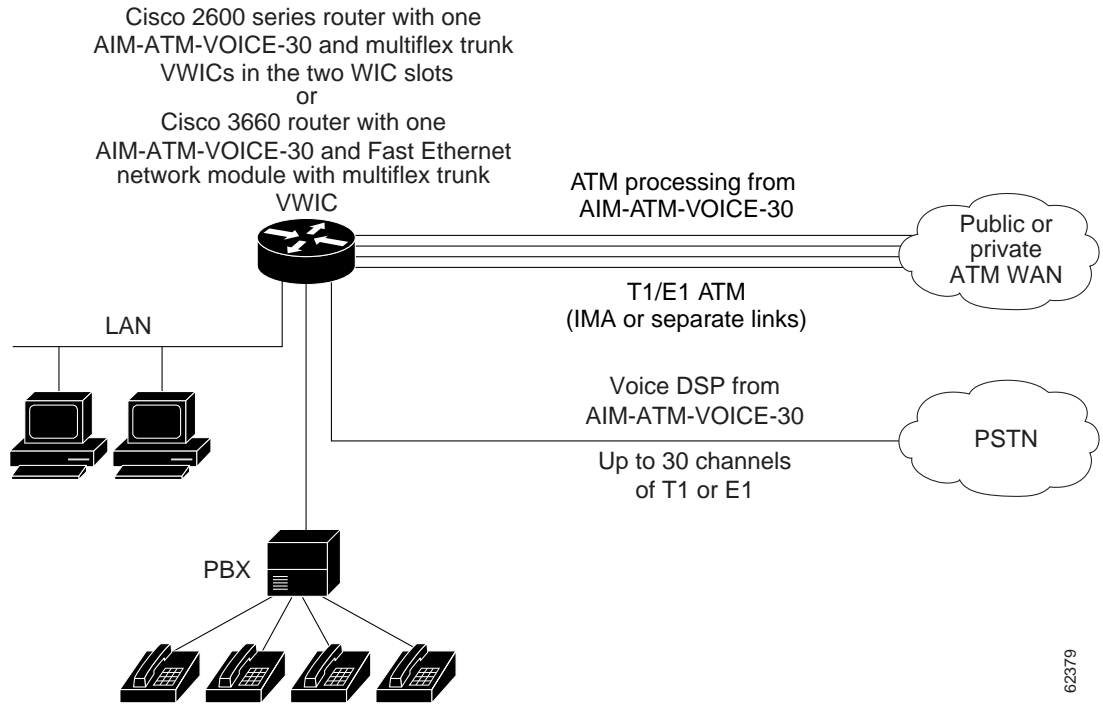 Cisco 2600 series router with one
AIM-ATM-VOICE-30 and multiflex trunk
VWICs in the two WIC slots
or
Cisco 3660 router with one
AIM-ATM-VOICE-30 and Fast Ethernet
network module with multiflex trunk
VWIC
ATM processing from
AIM-ATM-VOICE-30
Public or
private
ATM WAN
T1/E1 ATM
(IMA or separate links)
LAN
Voice DSP from
AIM-ATM-VOICE-30
PSTN
Up to 30 channels
of T1 or E1
PBX
62379